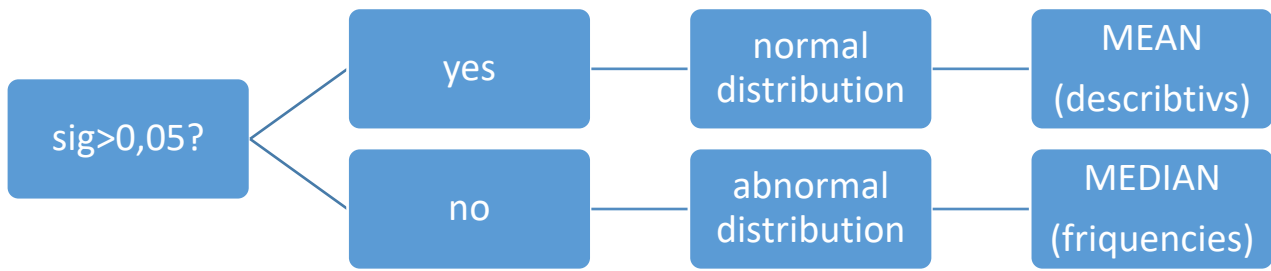 sig>0,05?
yes
normal
distribution
MEAN
(describtivs)
no
abnormal
distribution
MEDIAN
(friquencies)